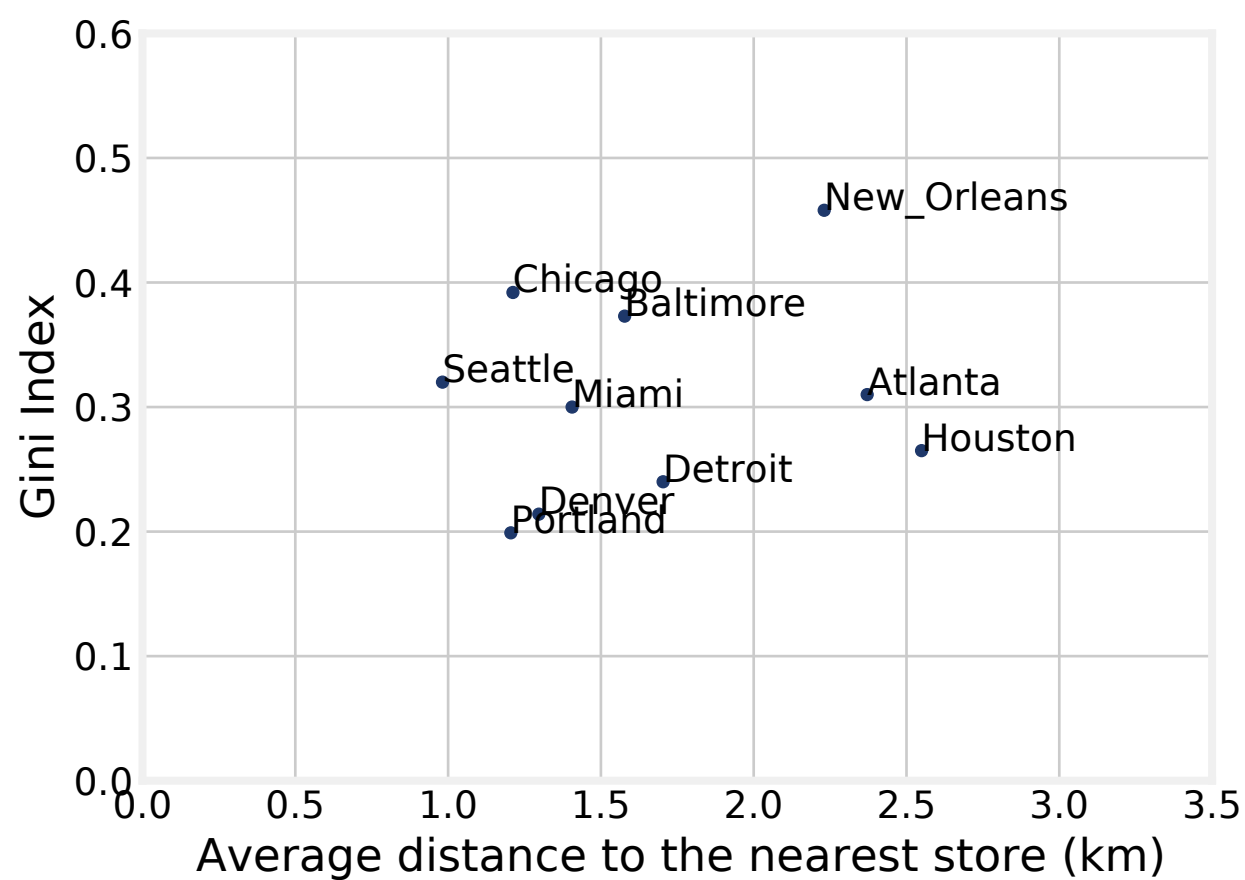 0.6
0.5
New_Orleans
0.4
Chicago
Baltimore
Seattle
Miami
Atlanta
0.3
Houston
Detroit
Denver
Portland
0.2
0.1
0.0
0.0 0.5 1.0 1.5 2.0 2.5 3.0 3.5
Average distance to the nearest store (km)
Gini Index